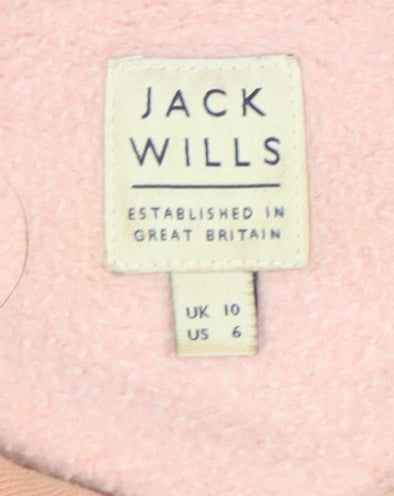 JACK
WILLS
ESTABLISHED IN
GREAT BRITAIN
UK 10
US 6